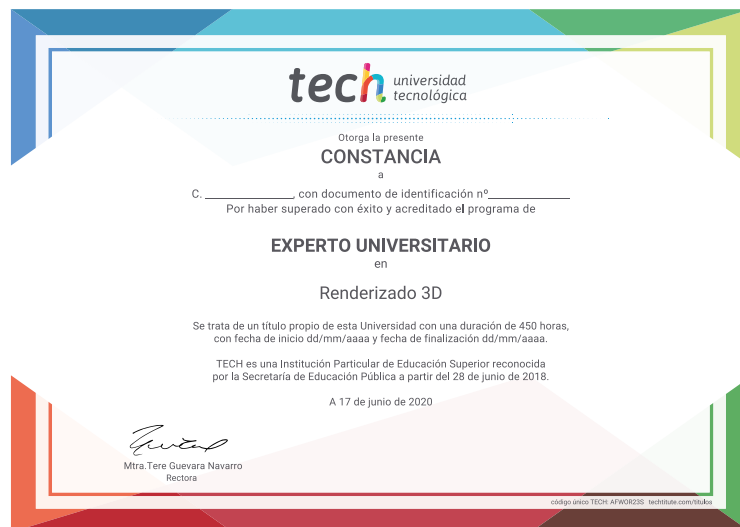 tech universidad
tecnológica
Otorga la presente
CONSTANCIA
a
C. ______________, con documento de identificación nº______________
Por haber superado con éxito y acreditado el programa de
EXPERTO UNIVERSITARIO
en
Renderizado 3D
Se trata de un título propio de esta Universidad con una duración de 450 horas,
con fecha de inicio dd/mm/aaaa y fecha de finalización dd/mm/aaaa.
TECH es una Institución Particular de Educación Superior reconocida
por la Secretaría de Educación Pública a partir del 28 de junio de 2018.
A 17 de junio de 2020
Mtra.Tere Guevara Navarro
Rectora
código único TECH: AFWOR23S techtitute.com/titulos